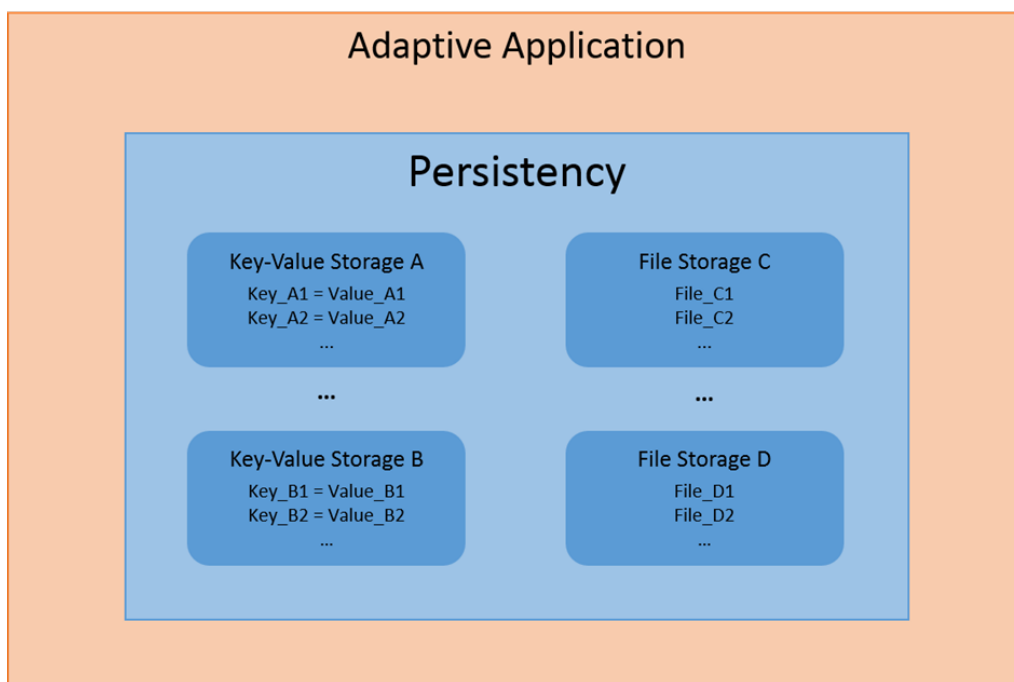 Adaptive Application
Persistency
Key-Value Storage A
Key_A1 = Value_A1
Key_A2 = Value_A2
...
...
Key-Value Storage B
Key_B1 = Value_B1
Key_B2 = Value_B2
...
File Storage C
File_C1
File_C2
...
...
File Storage D
File_D1
File_D2
...